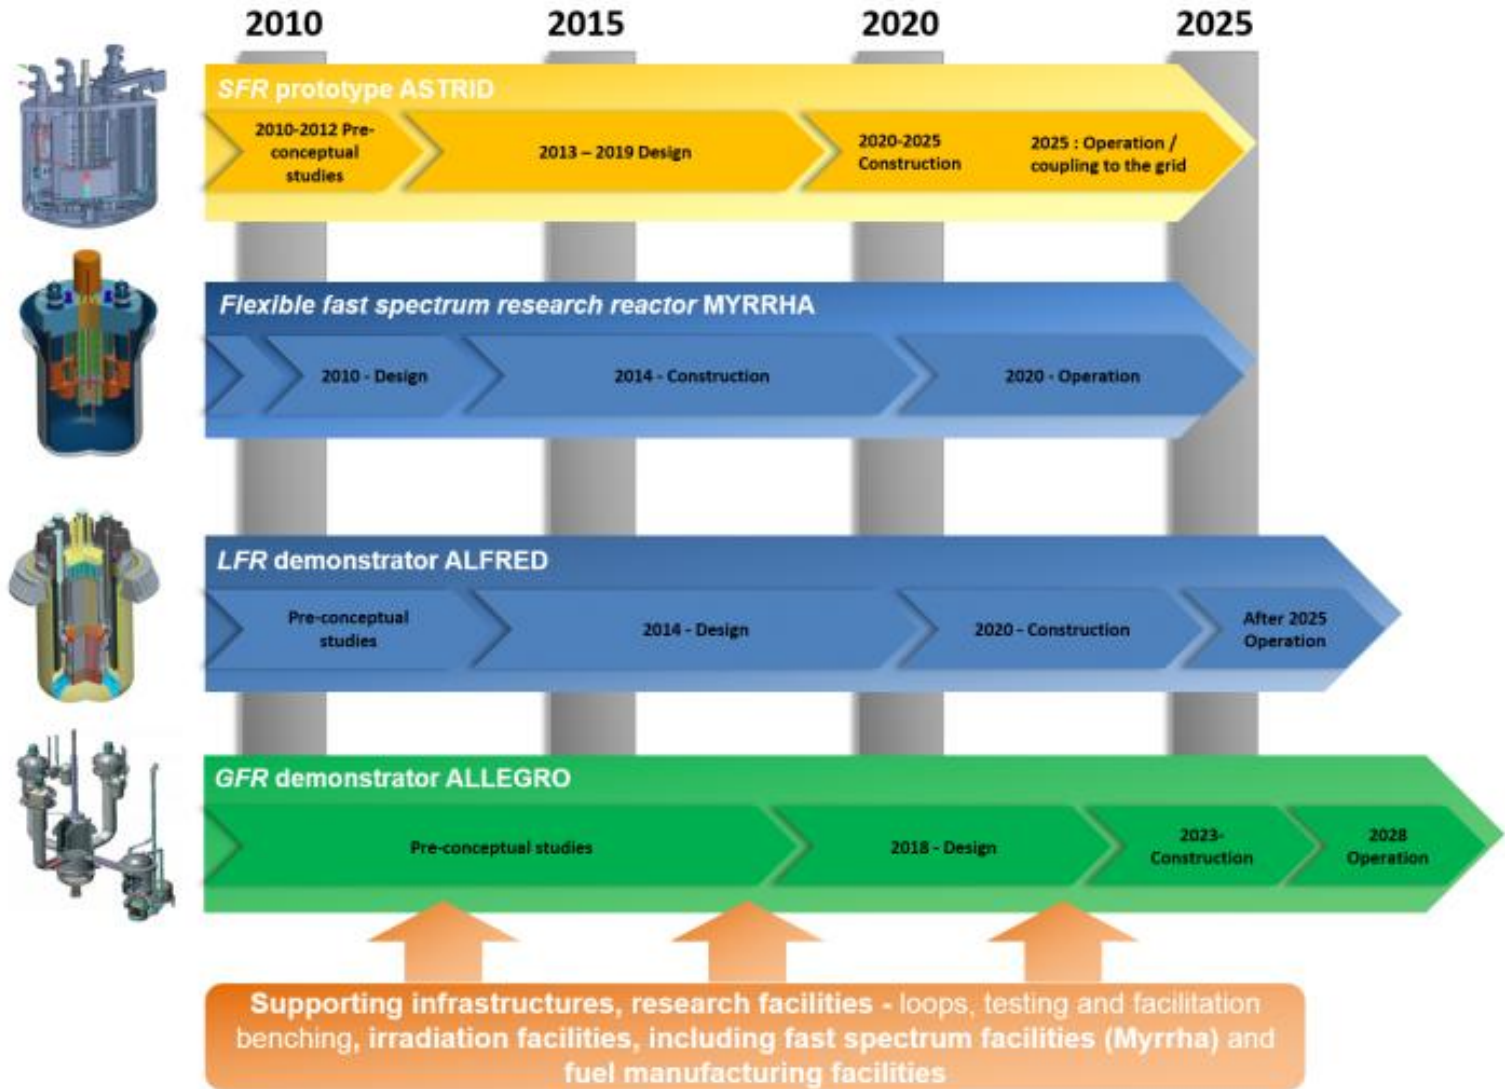 2010 2015 2020 2025
SFR prototype ASTRID
2010-2012 Pre-
conceptual
studies
2013 – 2019 Design
2020-2025
Construction
2025 : Operation /
coupling to the grid
Flexible fast spectrum research reactor MYRRHA
2010 - Design
2014 - Construction
2020 - Operation
LFR demonstrator ALFRED
Pre-conceptual
studies
2014 - Design
2020 - Construction
After 2025
Operation
GFR demonstrator ALLEGRO
Pre-conceptual studies
2018 - Design
2023-
Construction
2028
Operation
Supporting infrastructures, research facilities - loops, testing and facilitation
benching, irradiation facilities, including fast spectrum facilities (Myrrha) and
fuel manufacturing facilities